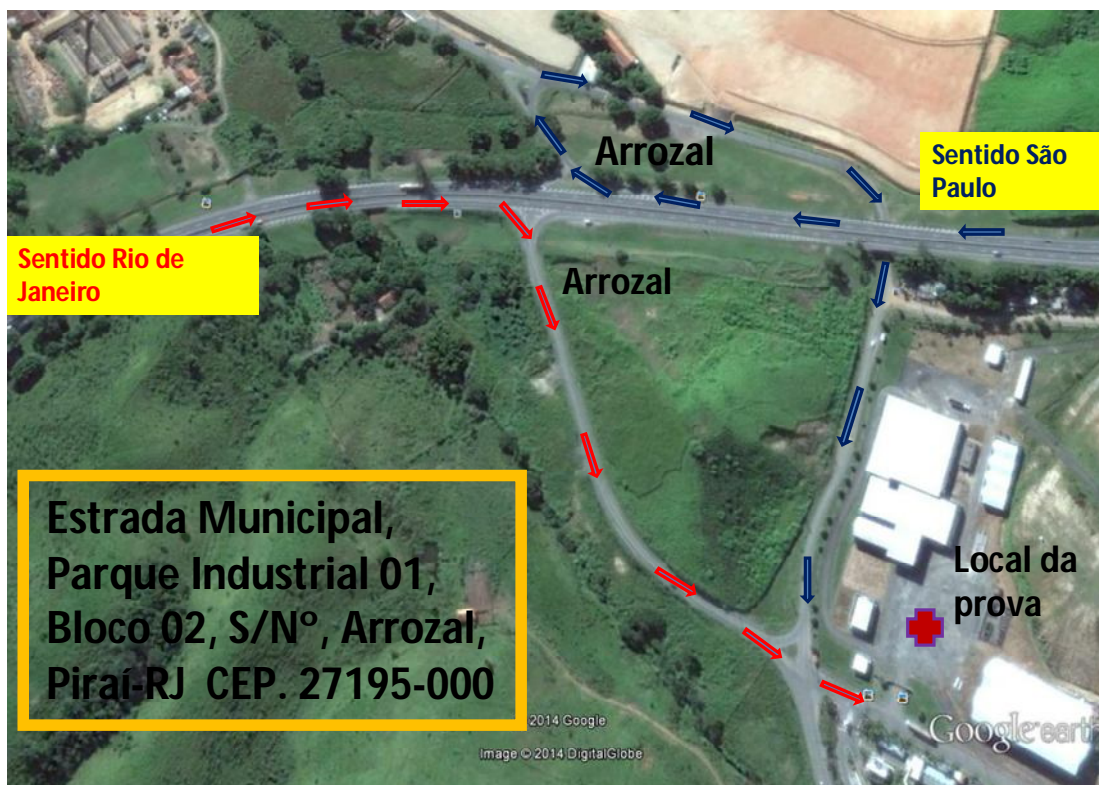 Arrozal
Sentido São
Paulo
Sentido Rio de
Janeiro
Arrozal
Estrada Municipal,
Parque Industrial 01,
Bloco 02, S/Nº, Arrozal,
Piraí-RJ CEP. 27195-000
Local da
prova
2014 Google
Image © 2014 DigitalGlobe
Google earth